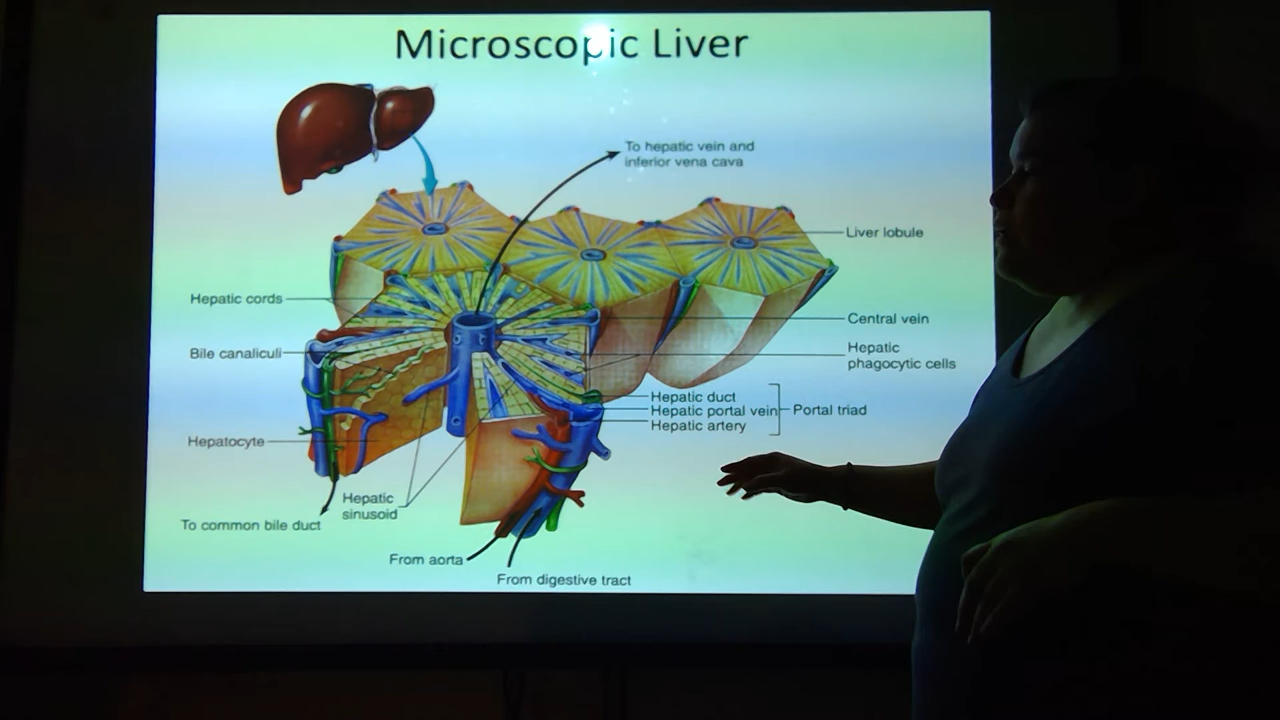 Microscopic Liver
To hepatic vein and
inferior vena cava
Liver lobule
Hepatic cords
Central vein
Bile canaliculi
Hepatic
phagocytic cells
Hepatic duct
Hepatic portal vein
Portal triad
Hepatic artery
Hepatocyte
Hepatic
sinusoid
To common bile duct
From aorta
From digestive tract